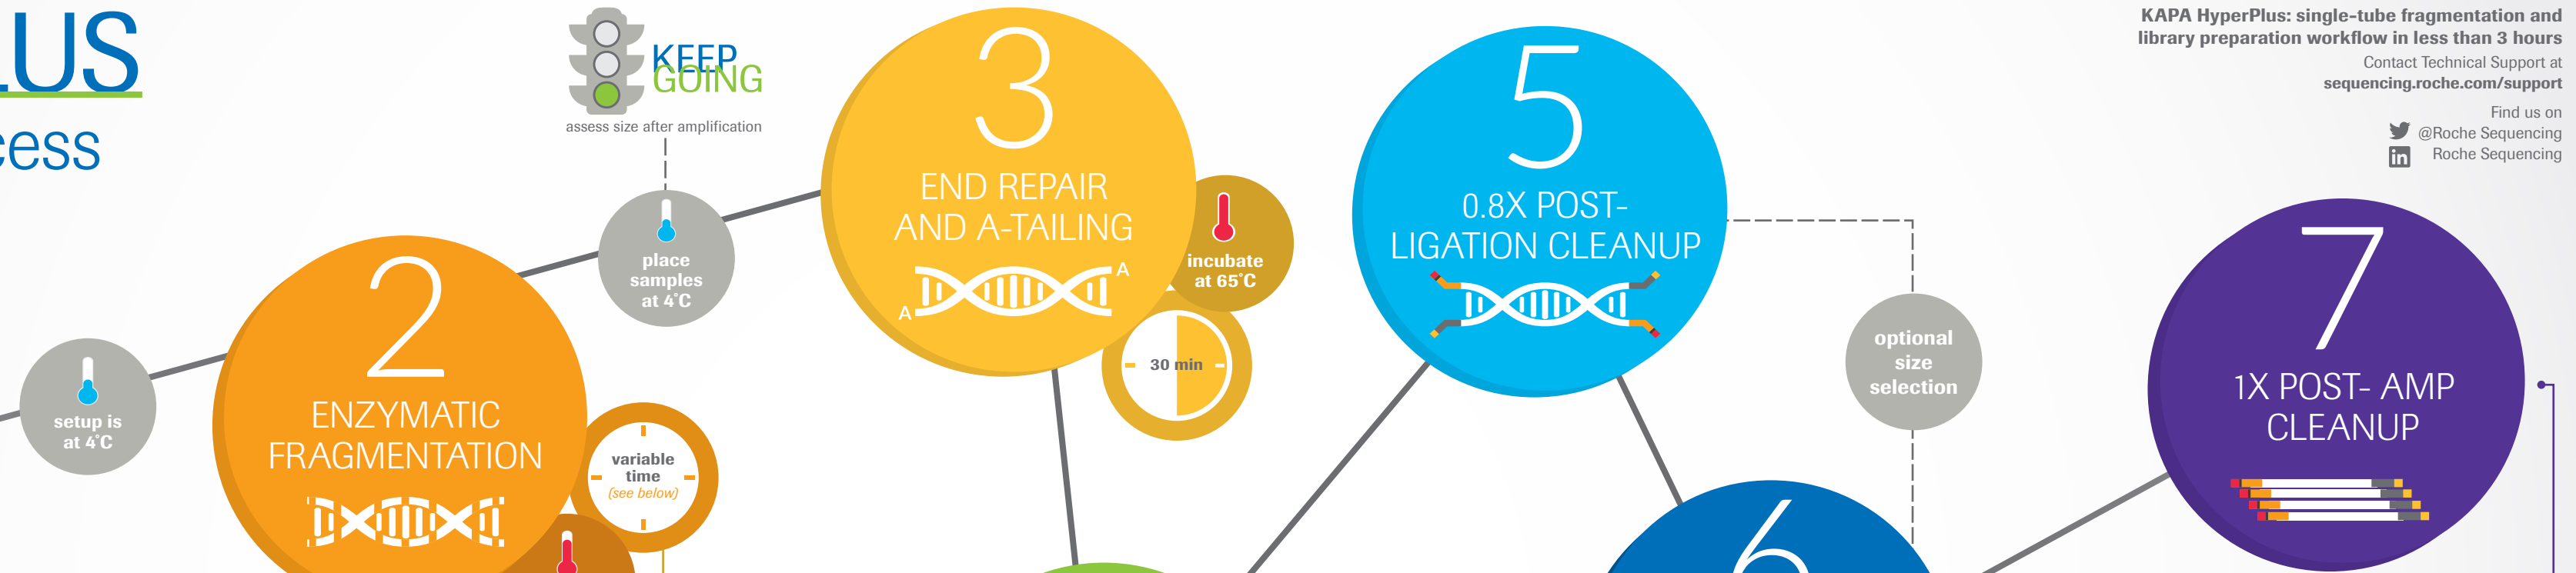 LUS
cess
KEEP
GOING
assess size after amplification
setup is
at 4˚C
2
ENZYMATIC
FRAGMENTATION
variable
time
(see below)
place
samples
at 4˚C
3
END REPAIR
AND A-TAILING
A
A
incubate
at 65˚C
30 min
5
0.8X POST-
LIGATION CLEANUP
optional
size
selection
6
7
1X POST- AMP
CLEANUP
KAPA HyperPlus: single-tube fragmentation and
library preparation workflow in less than 3 hours
Contact Technical Support at
sequencing.roche.com/support
Find us on
@Roche Sequencing
in
Roche Sequencing